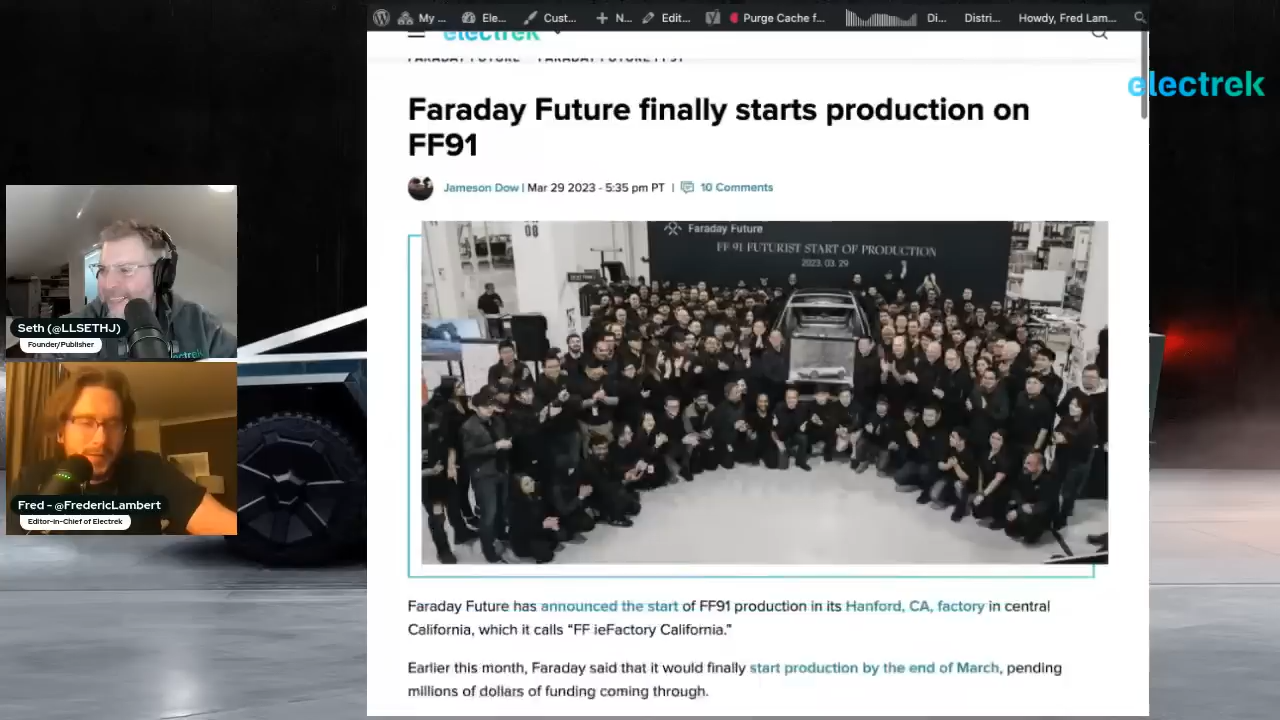 My ...
Ele...
Cust...
N...
Edit...
Purge Cache f...
Di...
Distri...
Howdy, Fred Lam...
electrek
electrek
FARADAY FUTURE
FARADAY FUTURE FF91
Faraday Future finally starts production on
FF91
Jameson Dow | Mar 29 2023 - 5:35 pm PT | 10 Comments
Faraday Future
FF 91 FUTURIST START OF PRODUCTION
2023. 03. 29
Seth (@LLSETHJ)
Founder/Publisher
Fred - @FredericLambert
Editor-in-Chief of Electrek
Faraday Future has announced the start of FF91 production in its Hanford, CA, factory in central
California, which it calls “FF ieFactory California.”
Earlier this month, Faraday said that it would finally start production by the end of March, pending
millions of dollars of funding coming through.